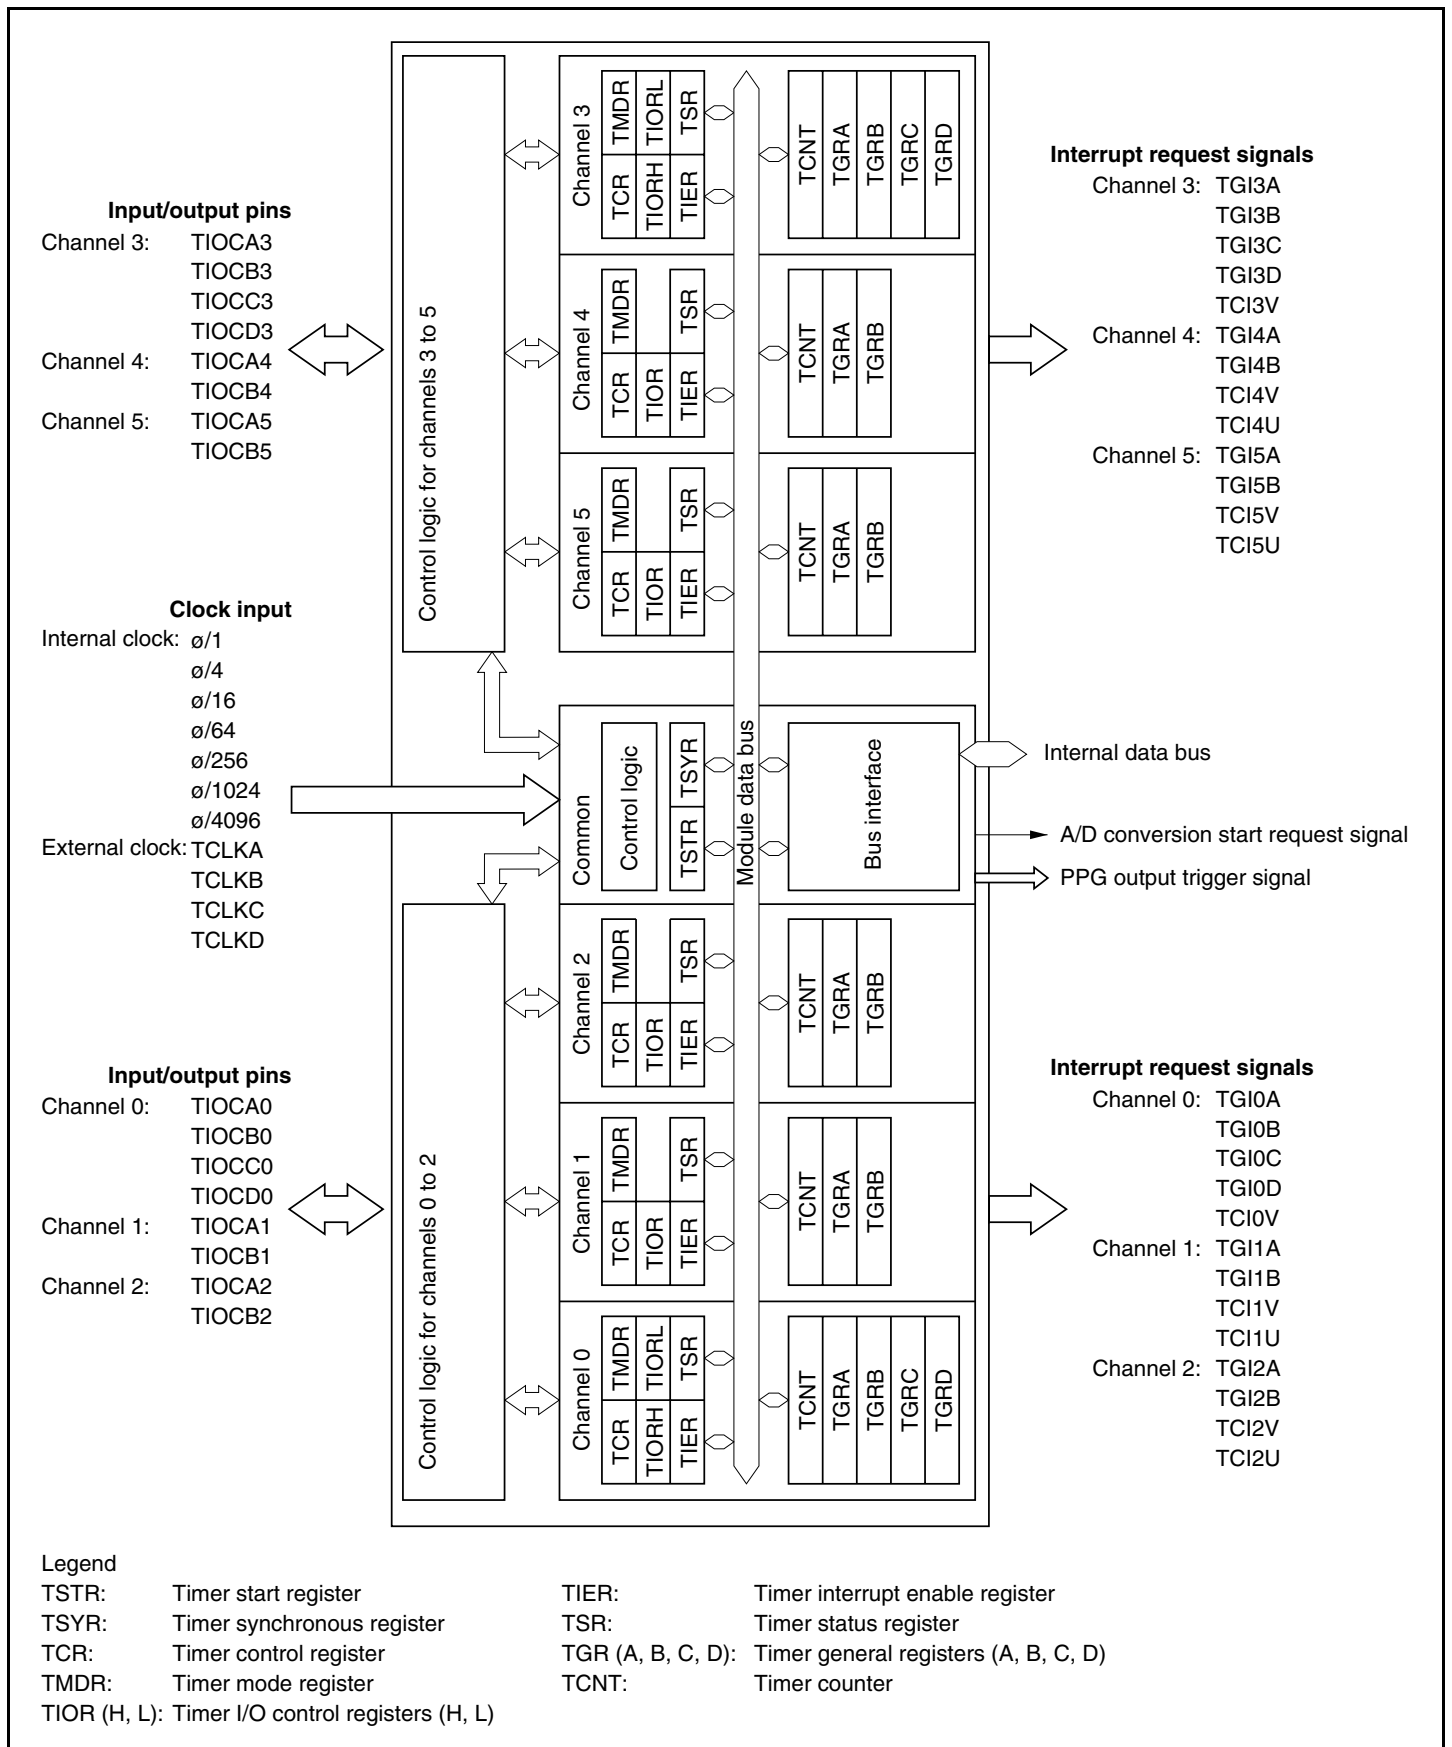 Input/output pins
Channel 3: TIOCA3
TIOCB3
TIOCC3
TIOCD3
Channel 4: TIOCA4
TIOCB4
Channel 5: TIOCA5
TIOCB5
Clock input
Internal clock: ø/1
ø/4
ø/16
ø/64
ø/256
ø/1024
ø/4096
External clock: TCLKA
TCLKB
TCLKC
TCLKD
Input/output pins
Channel 0: TIOCA0
TIOCB0
TIOCC0
TIOCD0
Channel 1: TIOCA1
TIOCB1
Channel 2: TIOCA2
TIOCB2
Control logic for channels 3 to 5
Control logic for channels 0 to 2
Channel 3
TCR TMDR
TIORH TIORL
TIER TSR
TCNT
TGRA
TGRB
TGRC
TGRD
Channel 4
TCR TMDR
TIOR
TIER TSR
TCNT
TGRA
TGRB
Channel 5
TCR TMDR
TIOR
TIER TSR
TCNT
TGRA
TGRB
Common
Control logic
TSTR TSYR
Module data bus
Bus interface
Channel 2
TCR TMDR
TIOR
TIER TSR
TCNT
TGRA
TGRB
Channel 1
TCR TMDR
TIOR
TIER TSR
TCNT
TGRA
TGRB
Channel 0
TCR TMDR
TIORH TIORL
TIER TSR
TCNT
TGRA
TGRB
TGRC
TGRD
Interrupt request signals
Channel 3: TGI3A
TGI3B
TGI3C
TGI3D
TCI3V
Channel 4: TGI4A
TGI4B
TCI4V
TCI4U
Channel 5: TGI5A
TGI5B
TCI5V
TCI5U
Internal data bus
A/D conversion start request signal
PPG output trigger signal
Interrupt request signals
Channel 0: TGI0A
TGI0B
TGI0C
TGI0D
TCI0V
Channel 1: TGI1A
TGI1B
TCI1V
TCI1U
Channel 2: TGI2A
TGI2B
TCI2V
TCI2U
Legend
TSTR: Timer start register
TSYR: Timer synchronous register
TCR: Timer control register
TMDR: Timer mode register
TIOR (H, L): Timer I/O control registers (H, L)
TIER: Timer interrupt enable register
TSR: Timer status register
TGR (A, B, C, D): Timer general registers (A, B, C, D)
TCNT: Timer counter